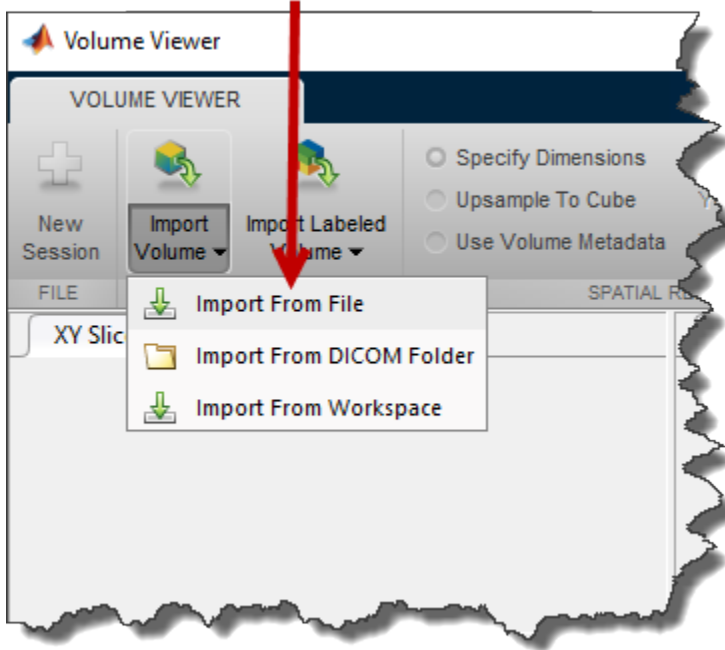 Volume Viewer
VOLUME VIEWER
New
Session
Import
Volume
Import Labeled
Volume
Specify Dimensions
Upsample To Cube
Use Volume Metadata
FILE
SPATIAL
Import From File
Import From DICOM Folder
Import From Workspace
XY Slic